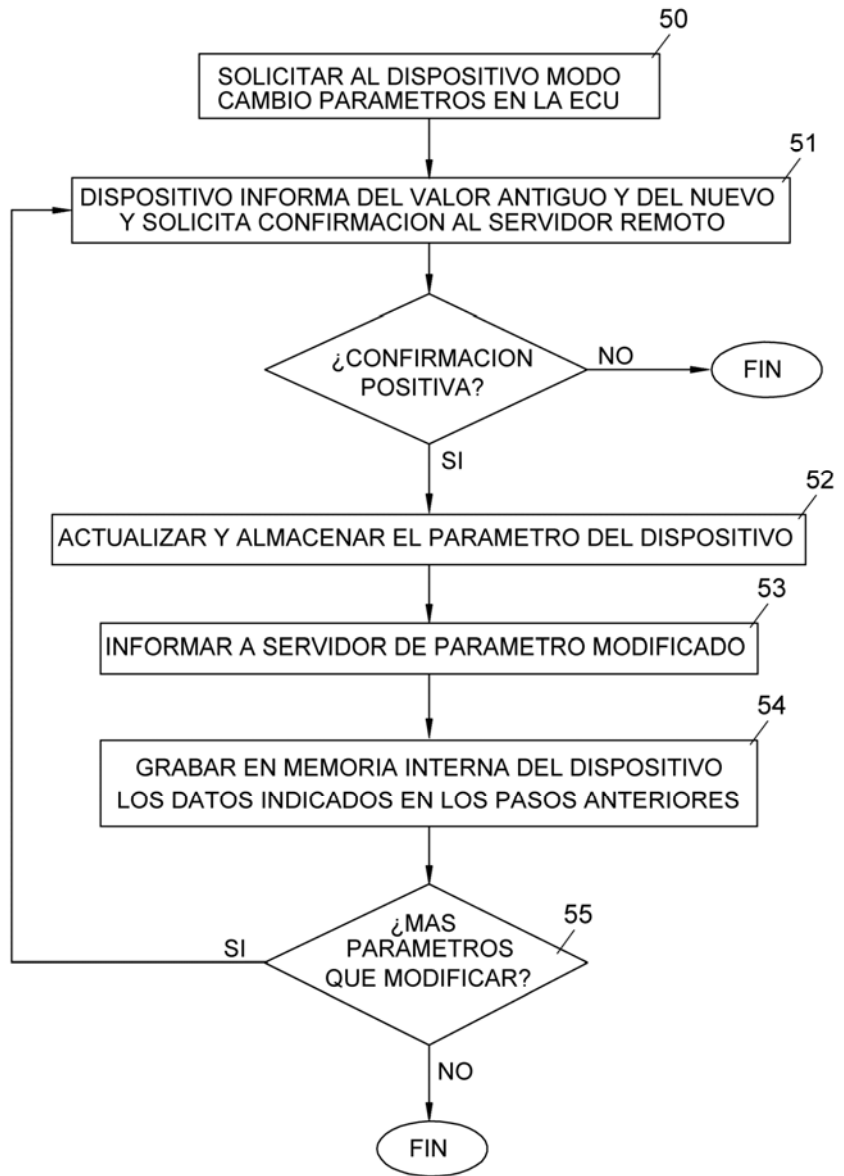 50
SOLICITAR AL DISPOSITIVO MODO
CAMBIO PARAMETROS EN LA ECU
51
DISPOSITIVO INFORMA DEL VALOR ANTIGUO Y DEL NUEVO
Y SOLICITA CONFIRMACION AL SERVIDOR REMOTO
¿CONFIRMACION
POSITIVA?
NO
FIN
SI
52
ACTUALIZAR Y ALMACENAR EL PARAMETRO DEL DISPOSITIVO
53
INFORMAR A SERVIDOR DE PARAMETRO MODIFICADO
54
GRABAR EN MEMORIA INTERNA DEL DISPOSITIVO
LOS DATOS INDICADOS EN LOS PASOS ANTERIORES
¿MAS
PARAMETROS
QUE MODIFICAR?
55
SI
NO
FIN